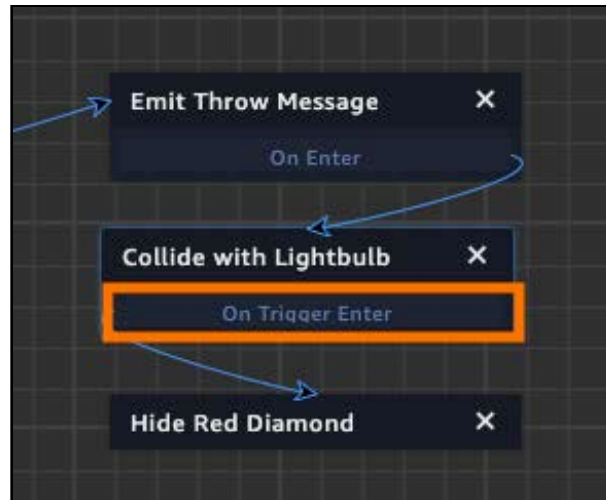 Emit Throw Message ×
On Enter
Collide with Lightbulb ×
On Trigger Enter
Hide Red Diamond ×